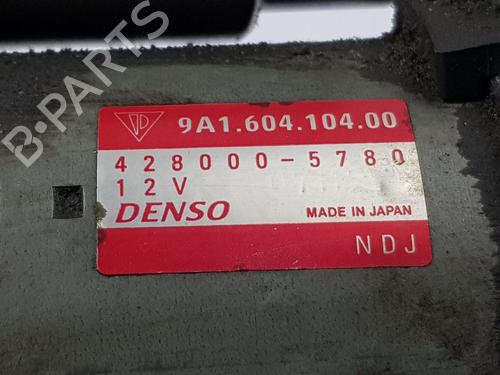 B-PARTS
9A1.604.104.00
428000-5780
12V
DENSO
MADE IN JAPAN
NDJ